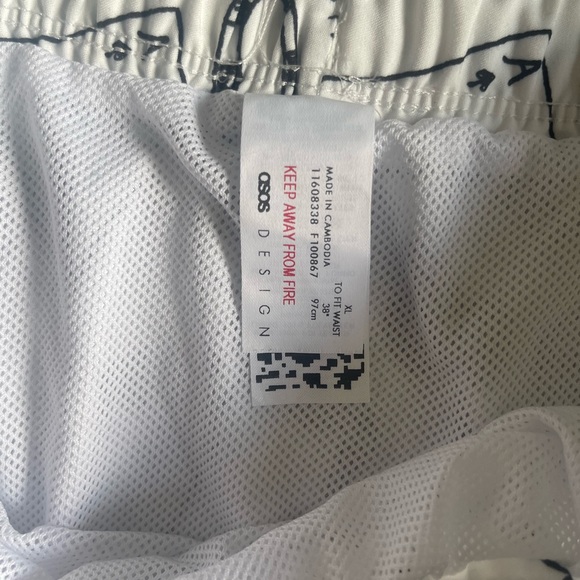 XL
TO FIT WAIST
38"
97cm
MADE IN CAMBODIA
11608338 F100867
KEEP AWAY FROM FIRE
asos DESIGN
A